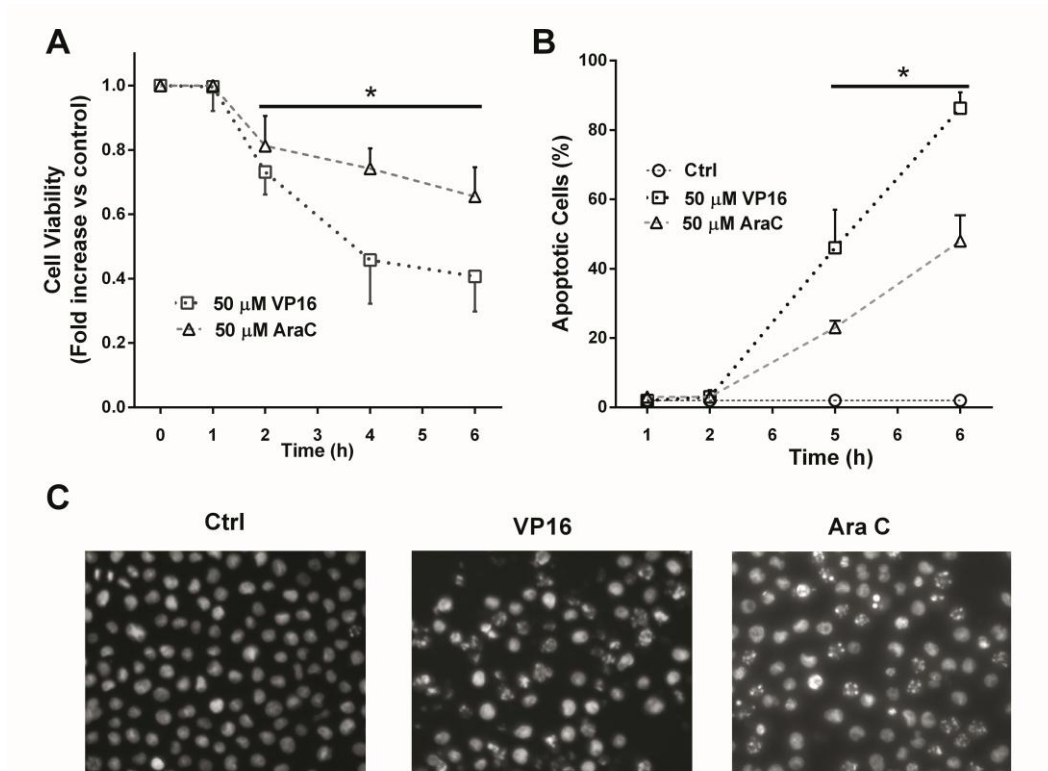 A
Cell Viability
(Fold increase vs control)
1.0
0.8
0.6
0.4
0.2
0.0
*
50 μM VP16
50 μM AraC
0 1 2 3 4 5 6
Time (h)
B
Apoptotic Cells (%)
100
80
60
40
20
0
*
Ctrl
50 μM VP16
50 μM AraC
1 2 6 5 6 6
Time (h)
C
Ctrl
VP16
Ara C